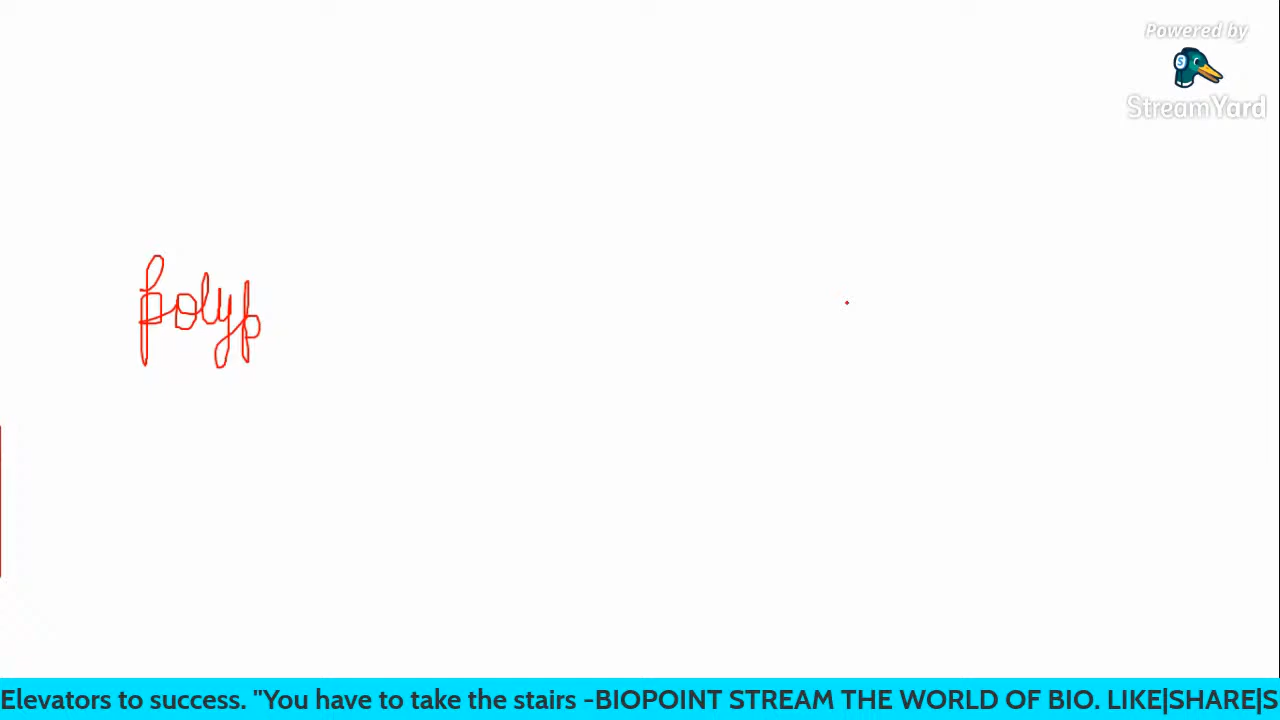 Powered by
StreamYard
polyp
Elevators to success. "You have to take the stairs -BIOPOINT STREAM THE WORLD OF BIO. LIKE|SHARE|S